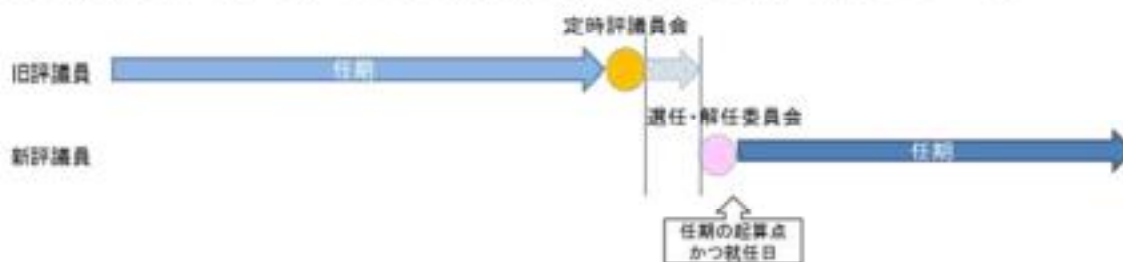 定時評議員会
旧評議員
任期
選任・解任委員会
新評議員
任期
任期の起算点
かつ就任日